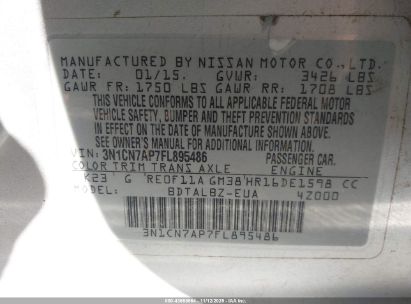 MANUFACTURED BY NISSAN MOTOR CO., LTD.
DATE: 01/15. GVWR: 3426 LBS
GAWR FR: 1750 LBS GAWR RR: 1708 LBS
THIS VEHICLE CONFORMS TO ALL APPLICABLE FEDERAL MOTOR
VEHICLE SAFETY, BUMPER, AND THEFT PREVENTION STANDARDS
IN EFFECT ON THE DATE OF MANUFACTURE SHOWN ABOVE.
SEE OWNER'S MANUAL FOR ADDITIONAL INFORMATION.
VIN: 3N1CN7AP7FL895486 PASSENGER CAR.
COLOR TRIM TRANS AXLE ENGINE
K23 G RE0F11A GM38 HR16DE1598 CC
MODEL: BDTALBZ-EUA 4Z000
3N1CN7AP7FL895486